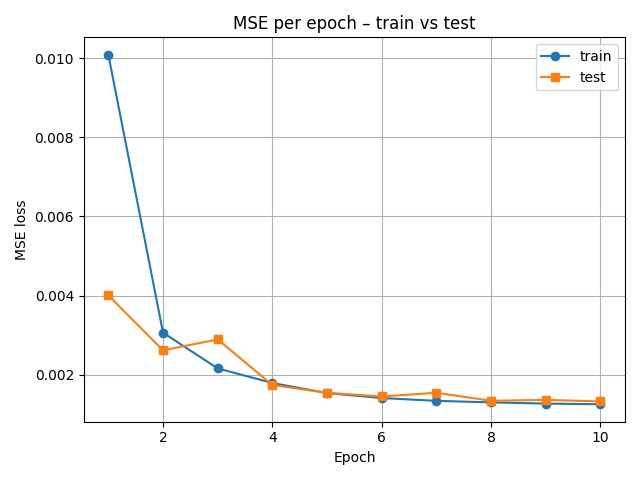 MSE per epoch – train vs test
train
test
0.010
0.008
0.006
0.004
0.002
MSE loss
2 4 6 8 10
Epoch